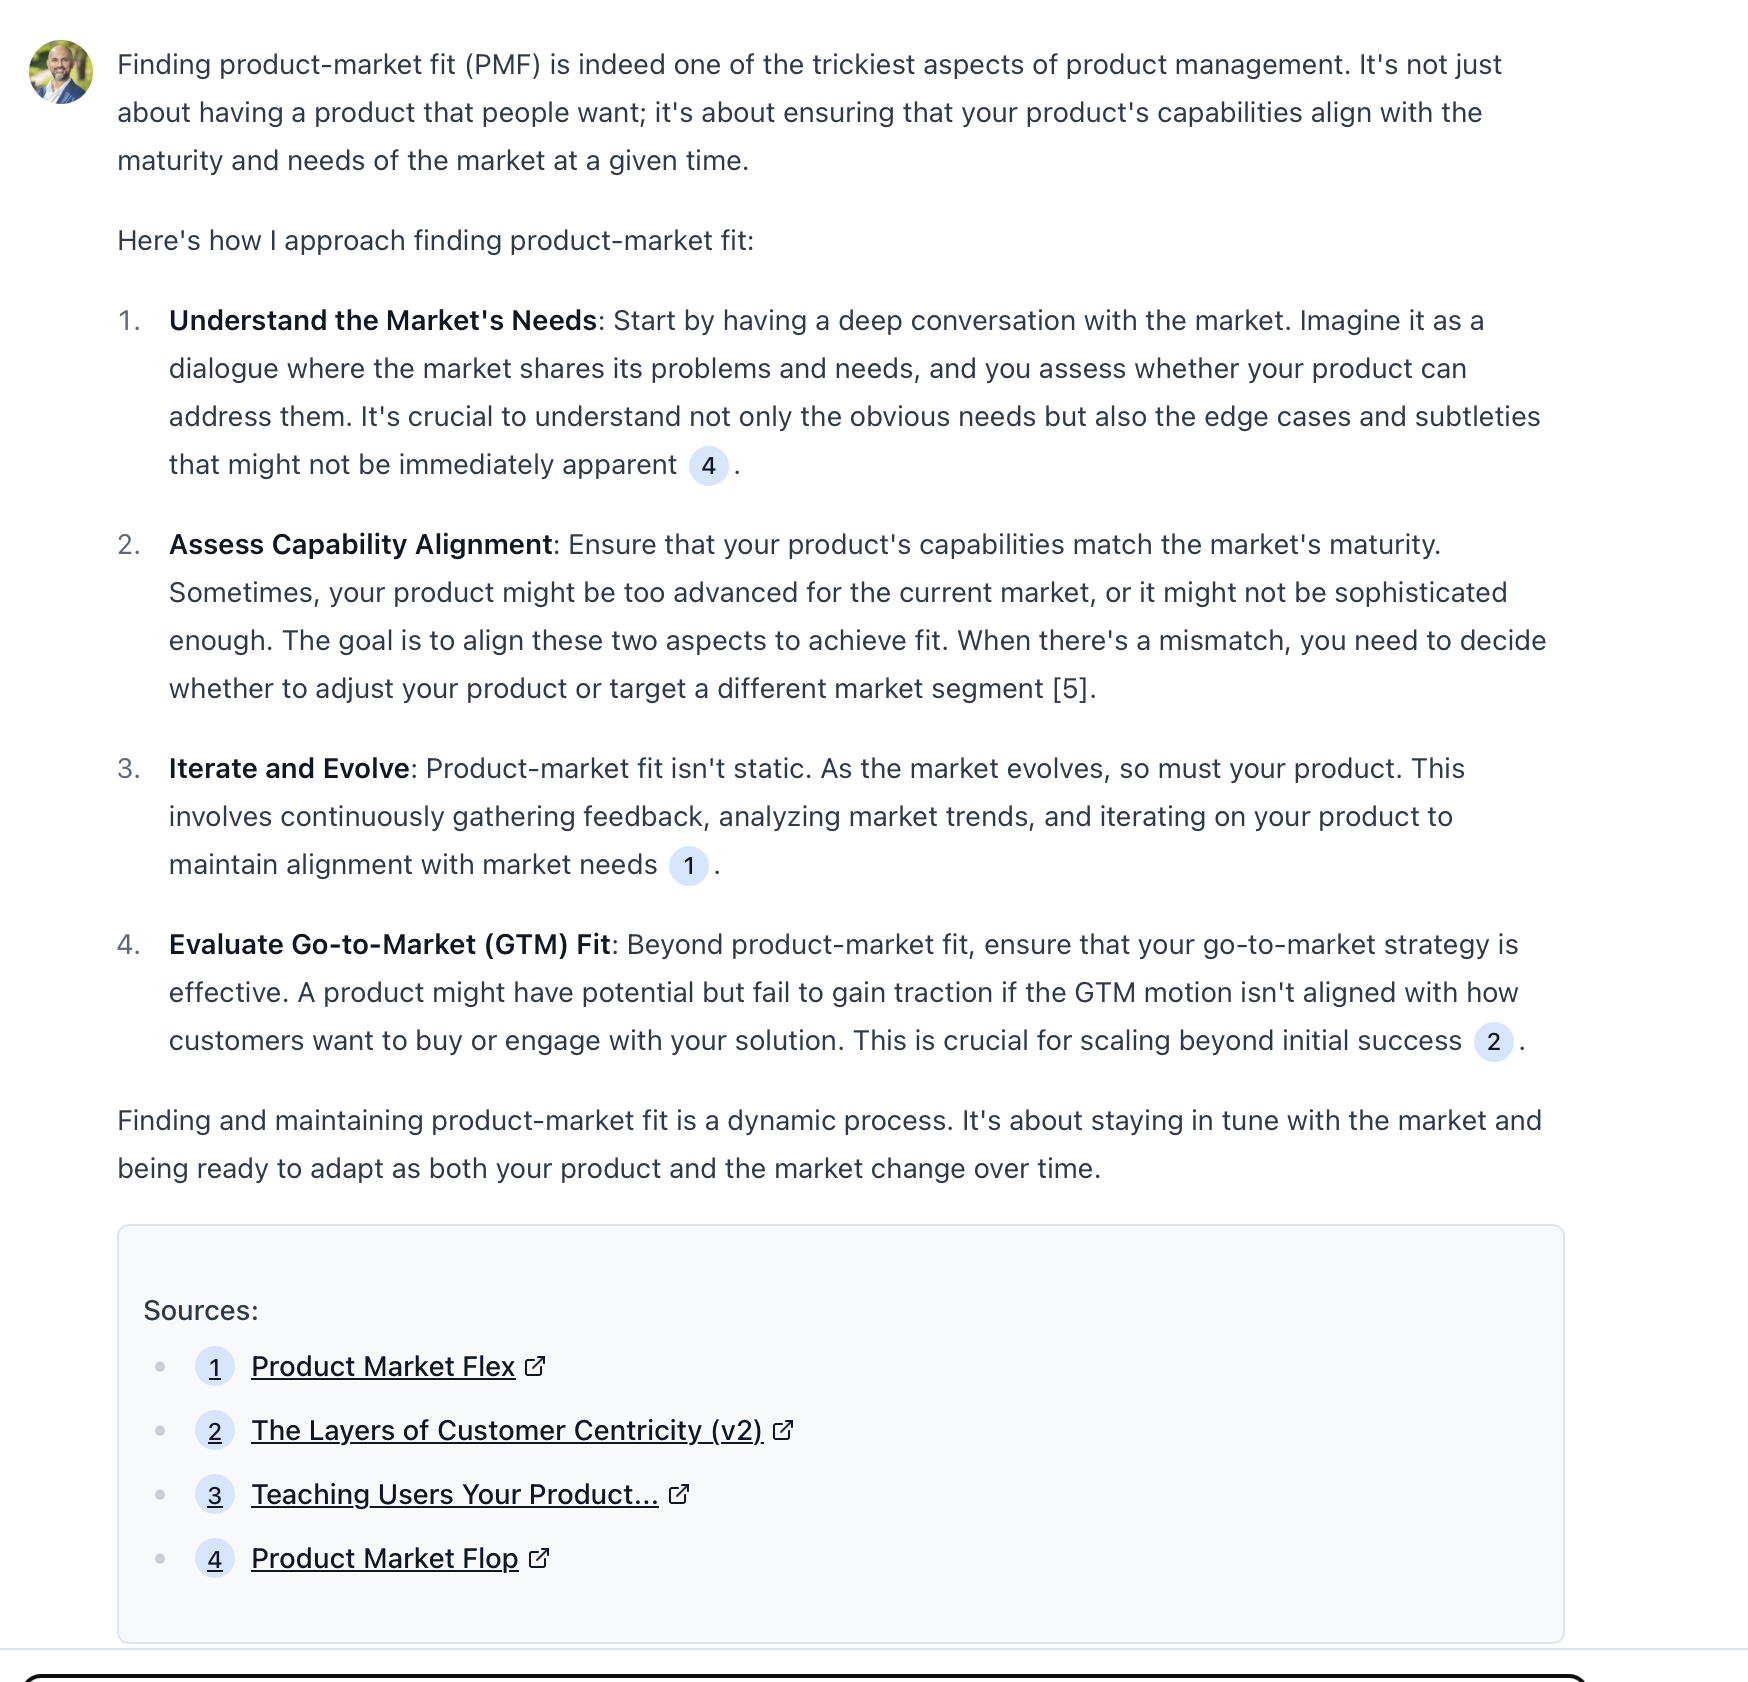 Finding product-market fit (PMF) is indeed one of the trickiest aspects of product management. It's not just
about having a product that people want; it's about ensuring that your product's capabilities align with the
maturity and needs of the market at a given time.
Here's how I approach finding product-market fit:
1. Understand the Market's Needs: Start by having a deep conversation with the market. Imagine it as a
dialogue where the market shares its problems and needs, and you assess whether your product can
address them. It's crucial to understand not only the obvious needs but also the edge cases and subtleties
that might not be immediately apparent 4 .
2. Assess Capability Alignment: Ensure that your product's capabilities match the market's maturity.
Sometimes, your product might be too advanced for the current market, or it might not be sophisticated
enough. The goal is to align these two aspects to achieve fit. When there's a mismatch, you need to decide
whether to adjust your product or target a different market segment [5].
3. Iterate and Evolve: Product-market fit isn't static. As the market evolves, so must your product. This
involves continuously gathering feedback, analyzing market trends, and iterating on your product to
maintain alignment with market needs 1 .
4. Evaluate Go-to-Market (GTM) Fit: Beyond product-market fit, ensure that your go-to-market strategy is
effective. A product might have potential but fail to gain traction if the GTM motion isn't aligned with how
customers want to buy or engage with your solution. This is crucial for scaling beyond initial success 2 .
Finding and maintaining product-market fit is a dynamic process. It's about staying in tune with the market and
being ready to adapt as both your product and the market change over time.
Sources:
1 Product Market Flex
2 The Layers of Customer Centricity (v2)
3 Teaching Users Your Product...
4 Product Market Flop